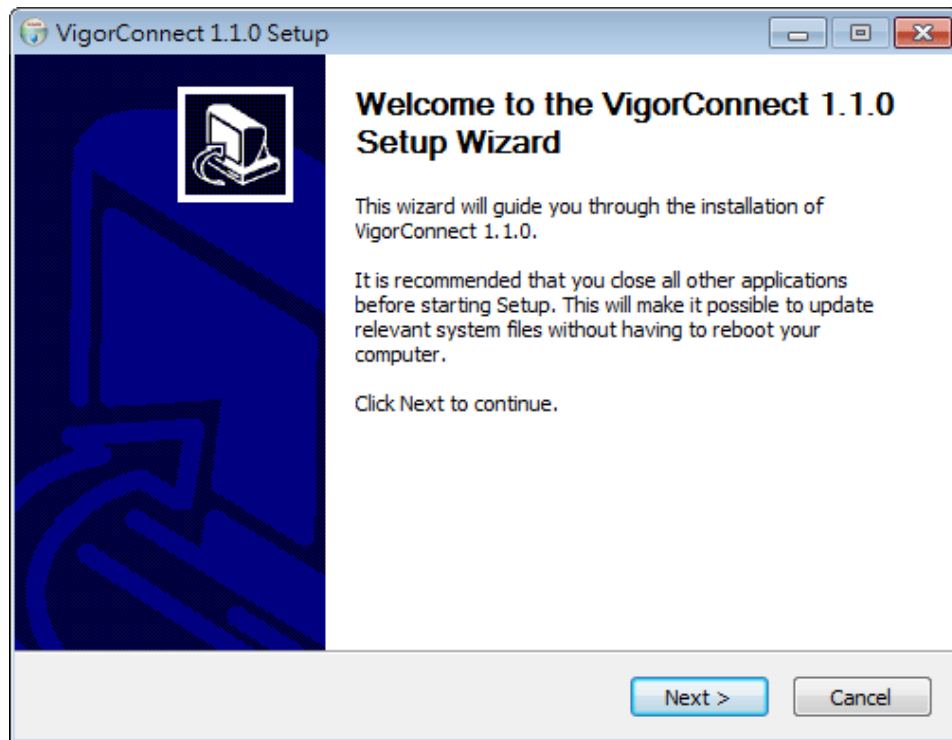 VigorConnect 1.1.0 Setup
Welcome to the VigorConnect 1.1.0
Setup Wizard
This wizard will guide you through the installation of
VigorConnect 1.1.0.
It is recommended that you close all other applications
before starting Setup. This will make it possible to update
relevant system files without having to reboot your
computer.
Click Next to continue.
Next >
Cancel